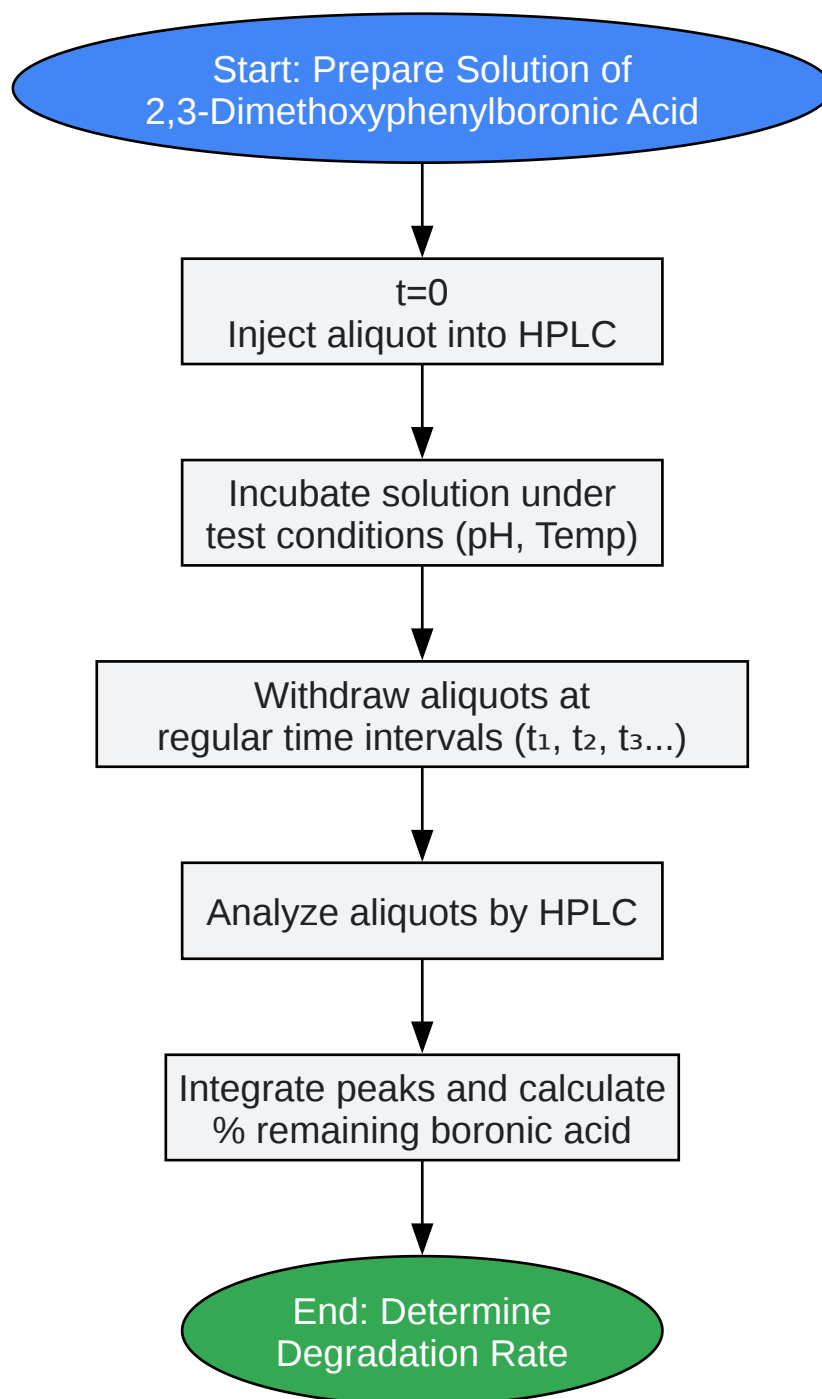 Start: Prepare Solution of
2,3-Dimethoxyphenylboronic Acid
t=0
Inject aliquot into HPLC
Incubate solution under
test conditions (pH, Temp)
Withdraw aliquots at
regular time intervals (t₁, t₂, t₃...)
Analyze aliquots by HPLC
Integrate peaks and calculate
% remaining boronic acid
End: Determine
Degradation Rate